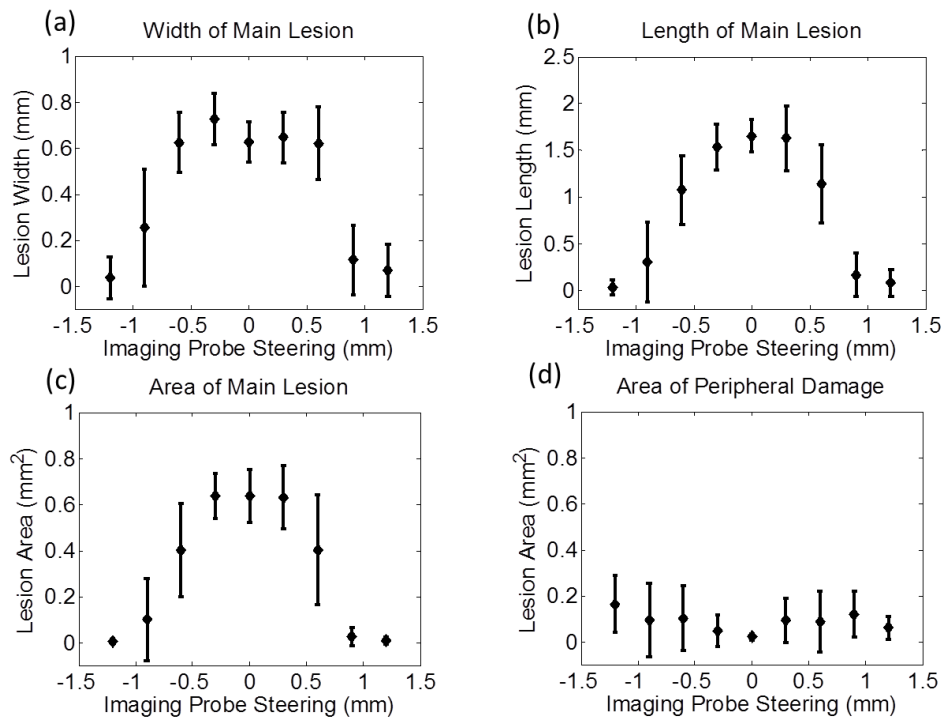 (a)
Width of Main Lesion
1
0.8
0.6
0.4
0.2
0
Lesion Width (mm)
-1.5 -1 -0.5 0 0.5 1 1.5
Imaging Probe Steering (mm)
(b)
Length of Main Lesion
2.5
2
1.5
1
0.5
0
Lesion Length (mm)
-1.5 -1 -0.5 0 0.5 1 1.5
Imaging Probe Steering (mm)
(c)
Area of Main Lesion
1
0.8
0.6
0.4
0.2
0
Lesion Area (mm²)
-1.5 -1 -0.5 0 0.5 1 1.5
Imaging Probe Steering (mm)
(d)
Area of Peripheral Damage
1
0.8
0.6
0.4
0.2
0
Lesion Area (mm²)
-1.5 -1 -0.5 0 0.5 1 1.5
Imaging Probe Steering (mm)